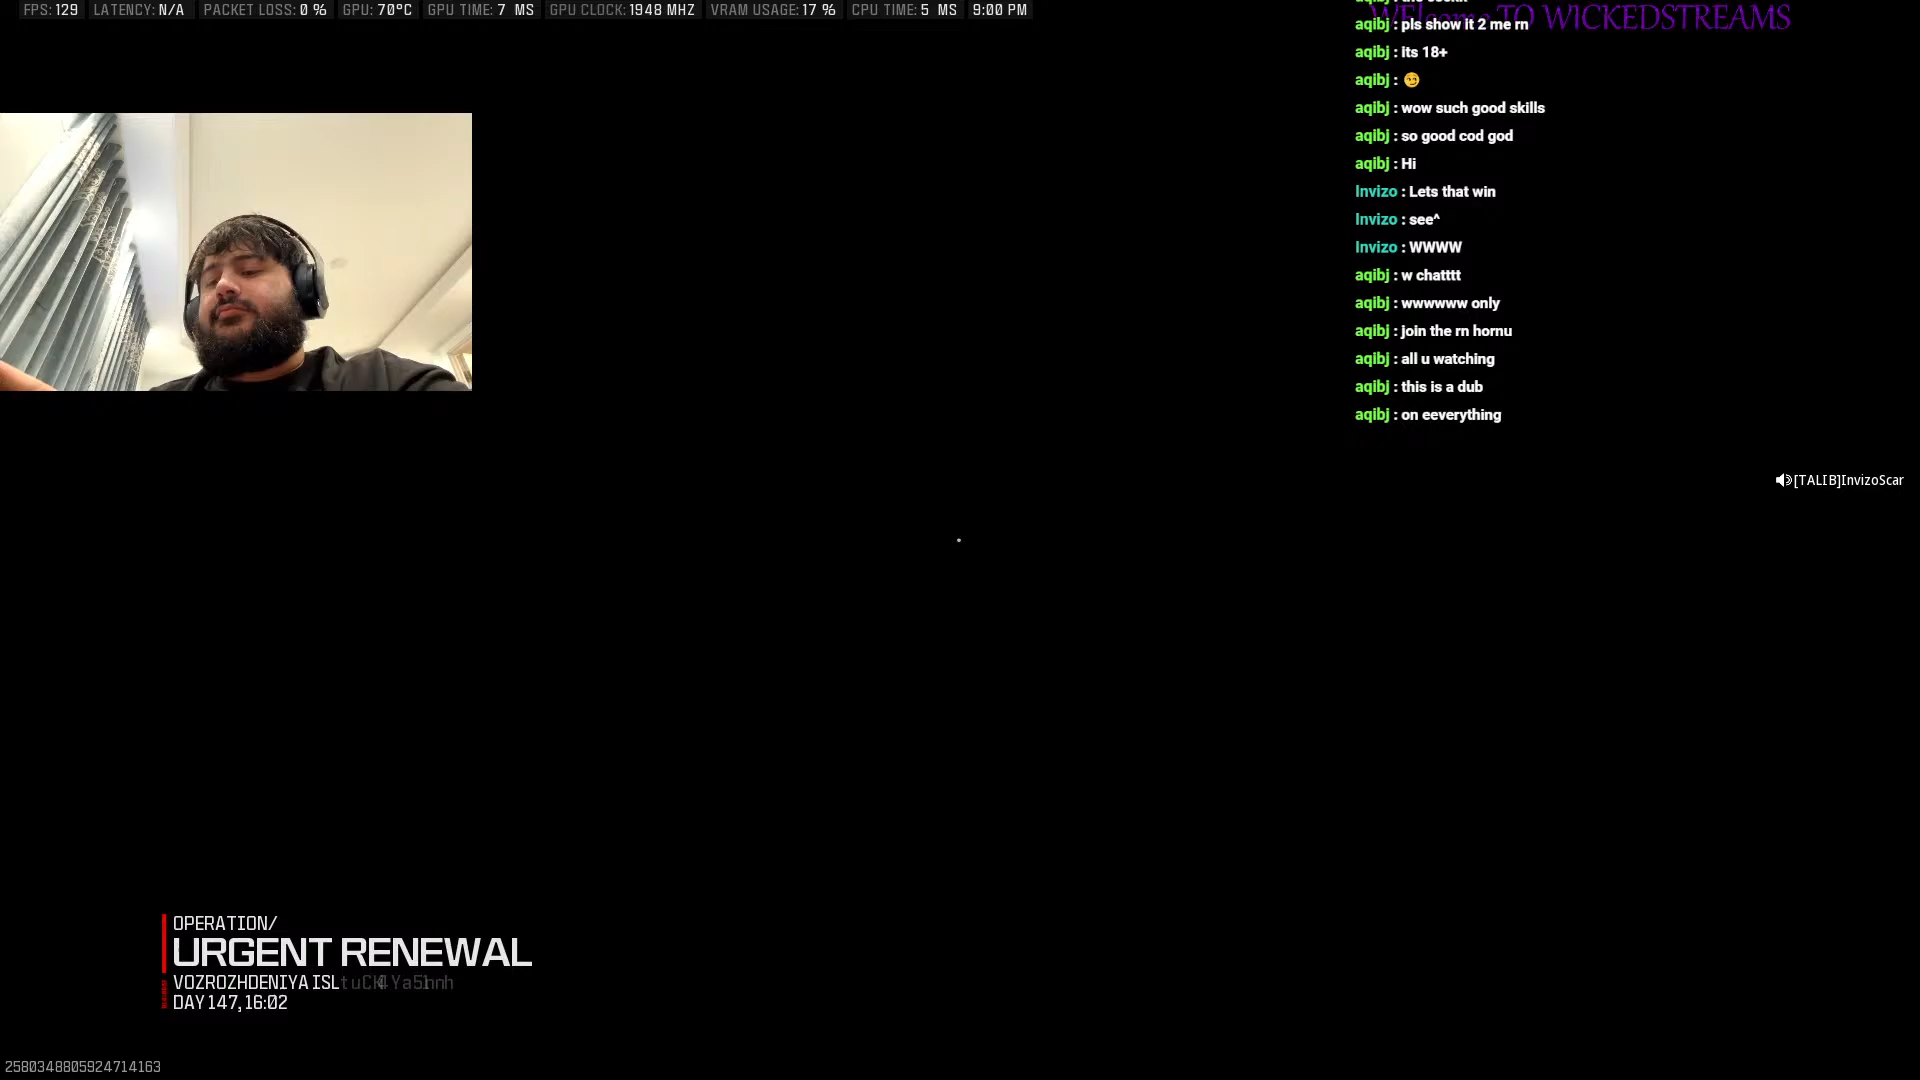 FPS: 129 LATENCY: N/A PACKET LOSS: 0 % GPU: 70°C GPU TIME: 7 MS GPU CLOCK: 1948 MHZ VRAM USAGE: 17 % CPU TIME: 5 MS 9:00 PM
WElcome TO WICKEDSTREAMS
aqibj : pls show it 2 me rn
aqibj : its 18+
aqibj : 😏
aqibj : wow such good skills
aqibj : so good cod god
aqibj : Hi
Invizo : Lets that win
Invizo : see^
Invizo : WWWW
aqibj : w chatttt
aqibj : wwwwww only
aqibj : join the rn hornu
aqibj : all u watching
aqibj : this is a dub
aqibj : on eeverything
[TALIB]InvizoScar
OPERATION/
URGENT RENEWAL
VOZROZHDENIYA ISL
DAY 147, 16:02
2580348805924714163